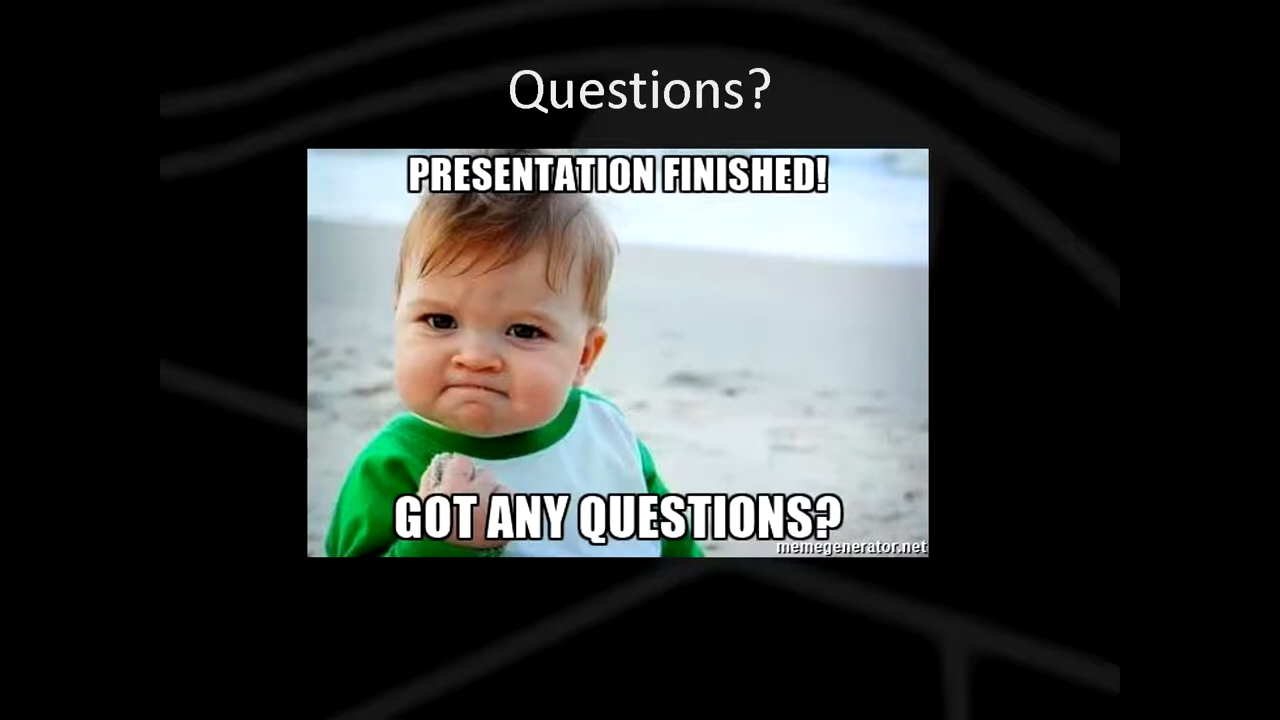 Questions?
PRESENTATION FINISHED!
GOT ANY QUESTIONS?
memegenerator.net